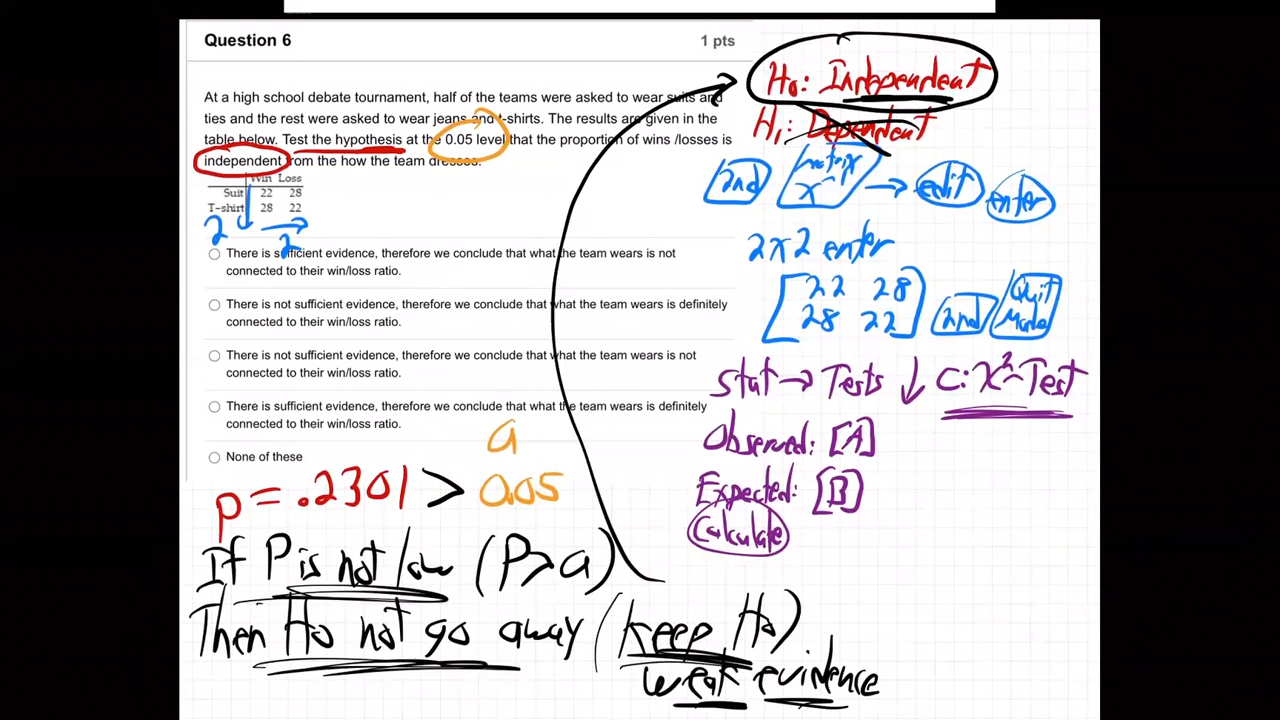 Question 6
1 pts
At a high school debate tournament, half of the teams were asked to wear suits and
ties and the rest were asked to wear jeans and t-shirts. The results are given in the
table below. Test the hypothesis at the 0.05 level that the proportion of wins /losses is
independent from the how the team dresses.
Win Loss
Suit 22 28
T-shirt 28 22
2
2
There is sufficient evidence, therefore we conclude that what the team wears is not
connected to their win/loss ratio.
There is not sufficient evidence, therefore we conclude that what the team wears is definitely
connected to their win/loss ratio.
There is not sufficient evidence, therefore we conclude that what the team wears is not
connected to their win/loss ratio.
There is sufficient evidence, therefore we conclude that what the team wears is definitely
connected to their win/loss ratio.
None of these
a
p = .2301 > 0.05
If P is not low (P>a)
Then Ho not go away (keep Ho)
weak evidence
Ho: Independent
H1: Dependent
2nd matrix x⁻¹ → edit enter
2x2 enter
[22 28
28 22] 2nd Quit Mode
Stat → Tests ↓ C: X²-Test
Observed: [A]
Expected: [B]
Calculate